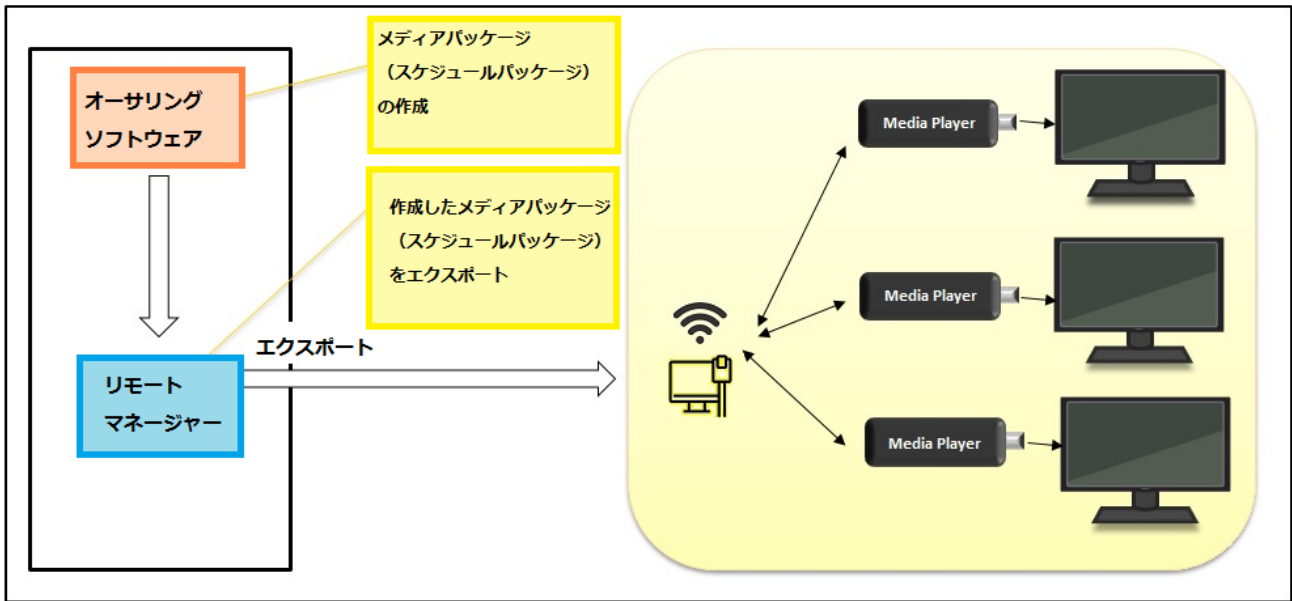 オーサリング
ソフトウェア
メディアパッケージ
（スケジュールパッケージ）
の作成
作成したメディアパッケージ
（スケジュールパッケージ）
をエクスポート
リモート
マネージャー
エクスポート
Media Player
Media Player
Media Player